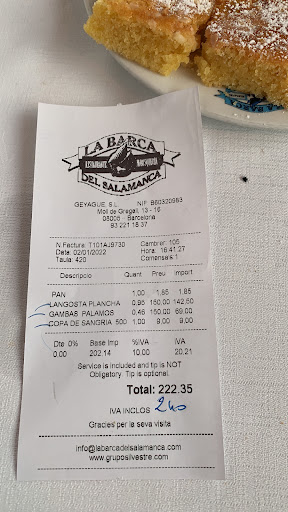 LA BARCA
RESTAURANTE MARISQUERIA
DEL SALAMANCA
GEYAGUE, S.L. NIF: B60320983
Moll de Gregal, 13 - 16
08005 - Barcelona
93 221 18 37
N.Factura: T101AJ9730 Cambrer: 105
Data: 02/01/2022 Hora: 16:41:27
Taula: 420 Comensals: 1
Descripcio Quant Preu Import
PAN 1,00 1.85 1.85
LANGOSTA PLANCHA 0,95 150.00 142.50
GAMBAS PALAMOS 0,46 150.00 69.00
COPA DE SANGRIA 500 1,00 9.00 9.00
Dte 0% Base Imp %IVA IVA
0.00 202.14 10,00 20.21
Service is included and tip is NOT
Obligatory. Tip is optional.
Total: 222.35
IVA INCLOS 240
Gracies per la seva visita
info@labarcadelsalamanca.com
www.gruposilvestre.com